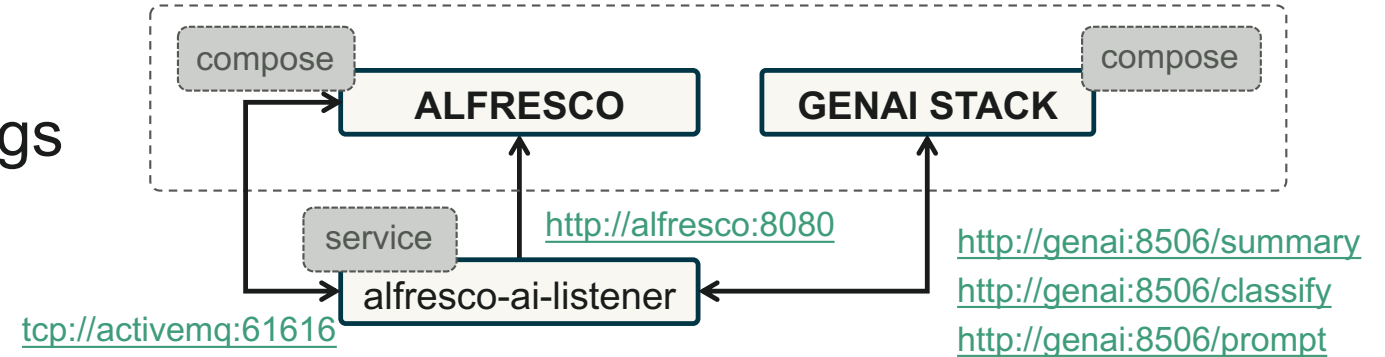 compose
compose
ALFRESCO
GENAI STACK
gs
service
http://alfresco:8080
http://genai:8506/summary
alfresco-ai-listener
http://genai:8506/classify
tcp://activemq:61616
http://genai:8506/prompt